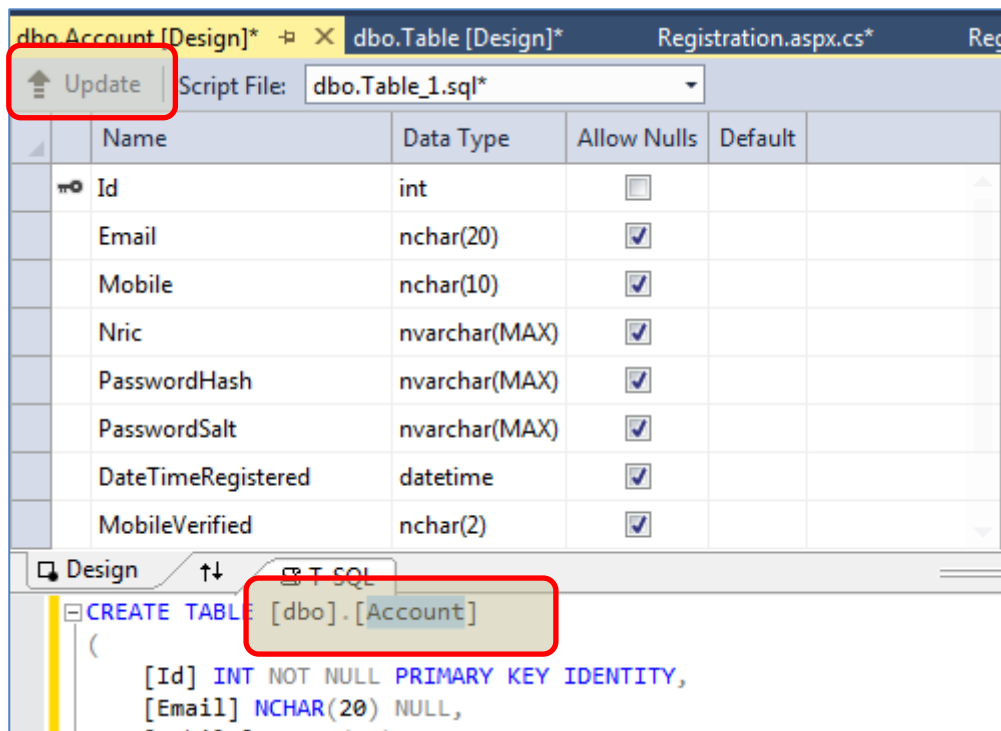 dbo.Account [Design]* dbo.Table [Design]* Registration.aspx.cs* Reg
Update Script File: dbo.Table_1.sql*
Name Data Type Allow Nulls Default
Id int
Email nchar(20)
Mobile nchar(10)
Nric nvarchar(MAX)
PasswordHash nvarchar(MAX)
PasswordSalt nvarchar(MAX)
DateTimeRegistered datetime
MobileVerified nchar(2)
Design T-SQL
CREATE TABLE [dbo].[Account]
(
[Id] INT NOT NULL PRIMARY KEY IDENTITY,
[Email] NCHAR(20) NULL,